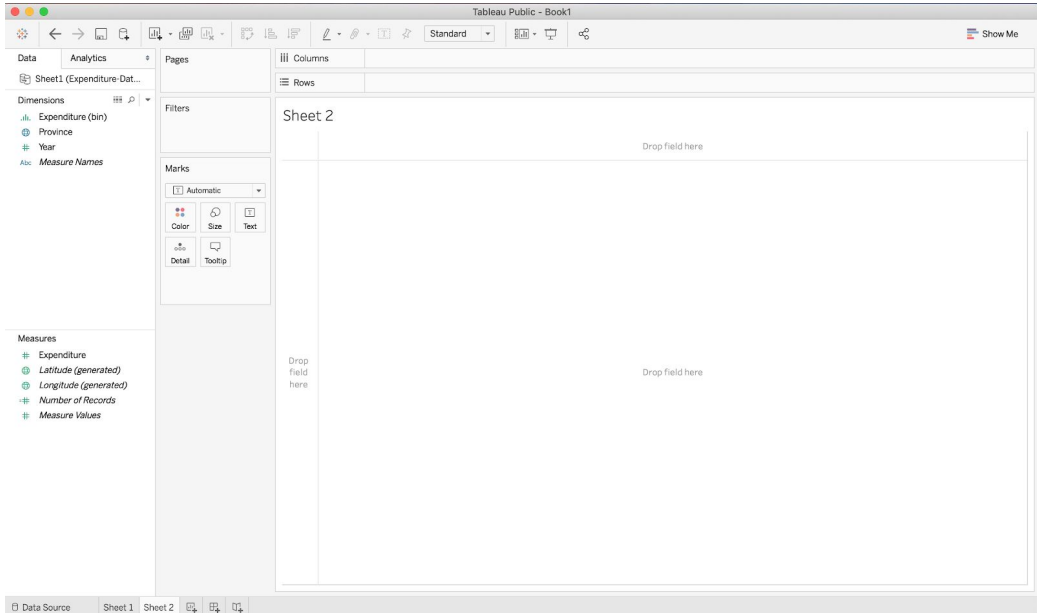 Tableau Public - Book1
Standard
Show Me
Data
Analytics
Sheet1 (Expenditure-Dat...
Dimensions
Expenditure (bin)
Province
# Year
Abc Measure Names
Measures
# Expenditure
Latitude (generated)
Longitude (generated)
=# Number of Records
# Measure Values
Pages
Filters
Marks
T Automatic
Color
Size
T Text
Detail
Tooltip
Columns
Rows
Sheet 2
Drop field here
Drop
field
here
Drop field here
Data Source
Sheet 1
Sheet 2